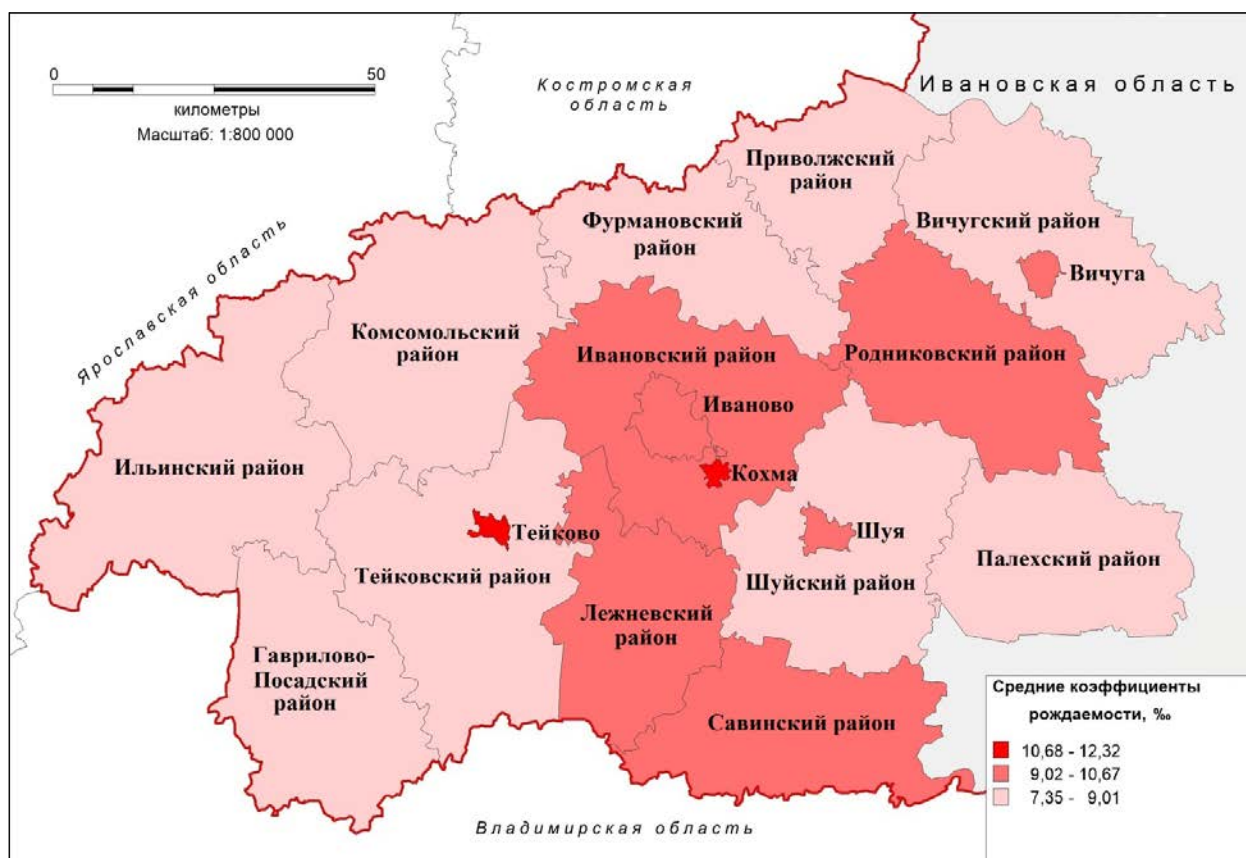 0 50
километры
Масштаб: 1:800 000
Костромская
область
Ивановская область
Ярославская область
Приволжский
район
Фурмановский
район
Вичугский район
Вичуга
Комсомольский
район
Ивановский район
Родниковский район
Иваново
Ильинский район
Кохма
Тейково
Шуя
Тейковский район
Шуйский район
Палехский район
Лежневский
район
Гаврилово-
Посадский
район
Савинский район
Владимирская область
Средние коэффициенты
рождаемости, ‰
10,68 - 12,32
9,02 - 10,67
7,35 - 9,01